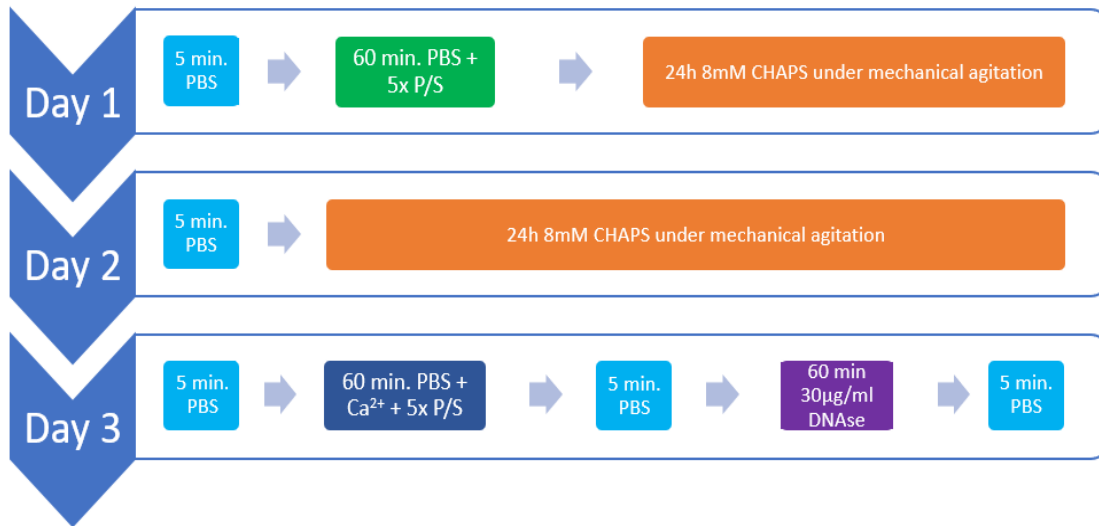 Day 1
5 min.
PBS
60 min. PBS +
5x P/S
24h 8mM CHAPS under mechanical agitation
Day 2
5 min.
PBS
24h 8mM CHAPS under mechanical agitation
Day 3
5 min.
PBS
60 min. PBS +
Ca²⁺ + 5x P/S
5 min.
PBS
60 min
30µg/ml
DNAse
5 min.
PBS